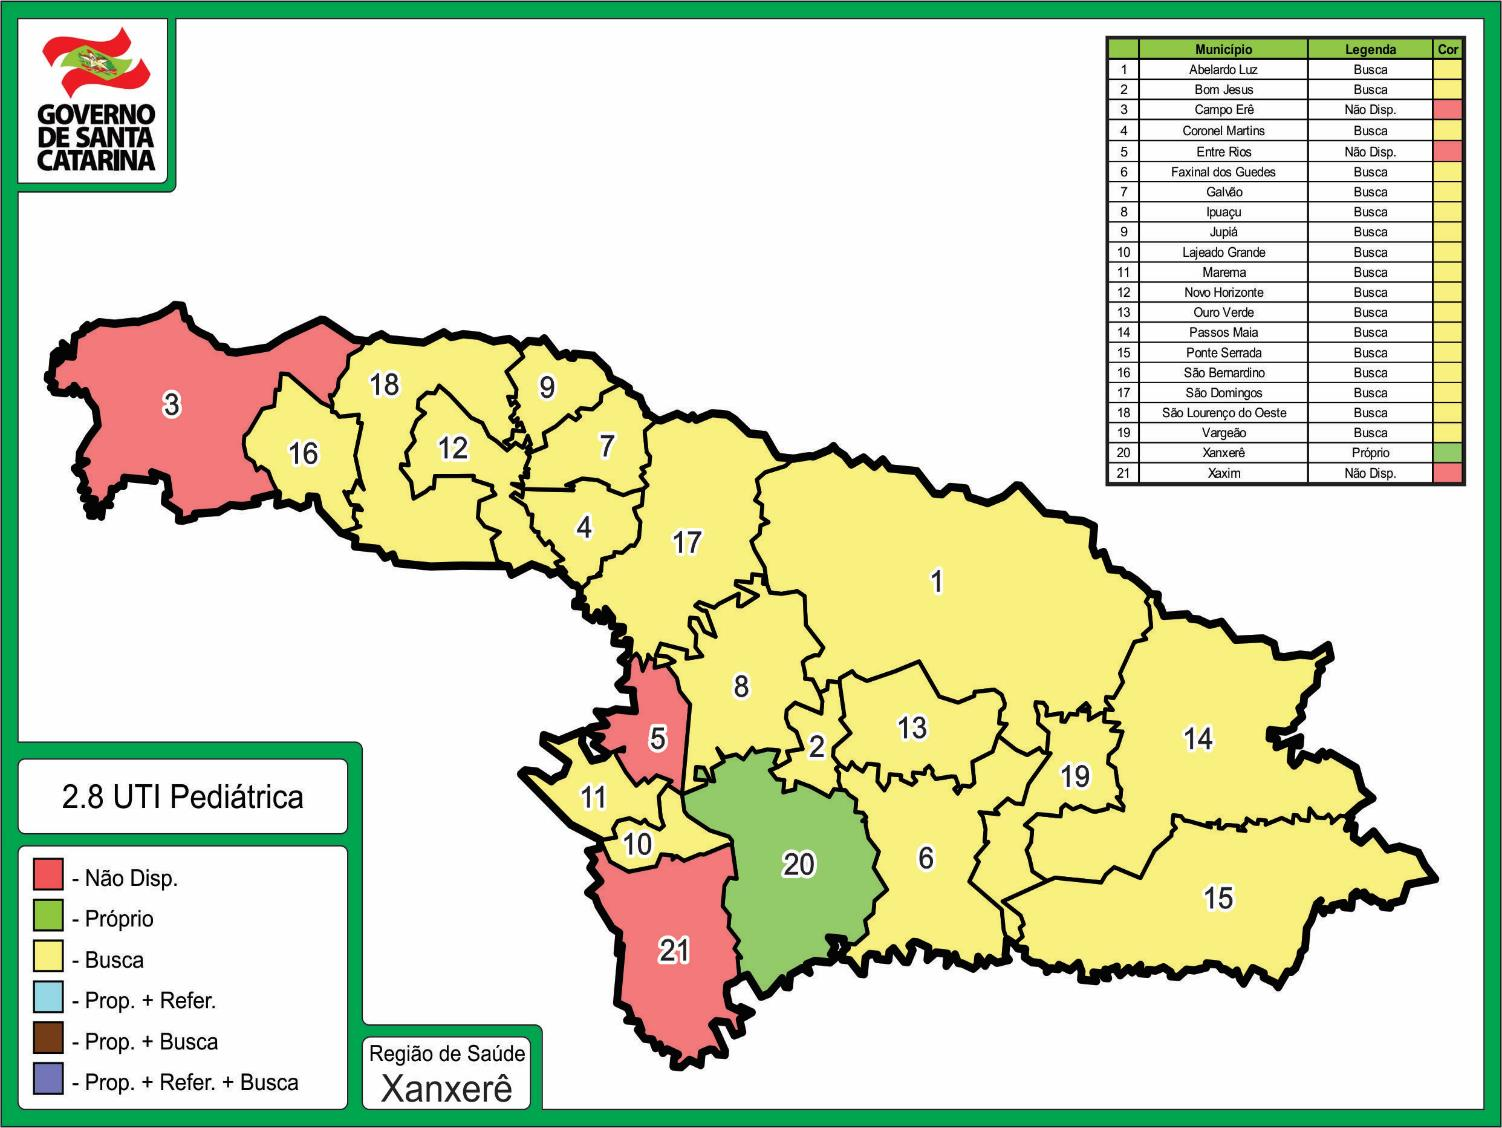 GOVERNO
DE SANTA
CATARINA
Município Legenda Cor
1 Abelardo Luz Busca
2 Bom Jesus Busca
3 Campo Erê Não Disp.
4 Coronel Martins Busca
5 Entre Rios Não Disp.
6 Faxinal dos Guedes Busca
7 Galvão Busca
8 Ipuaçu Busca
9 Jupiá Busca
10 Lajeado Grande Busca
11 Marema Busca
12 Novo Horizonte Busca
13 Ouro Verde Busca
14 Passos Maia Busca
15 Ponte Serrada Busca
16 São Bernardino Busca
17 São Domingos Busca
18 São Lourenço do Oeste Busca
19 Vargeão Busca
20 Xanxerê Próprio
21 Xaxim Não Disp.
3
18
9
16
12
7
4
17
1
8
5
2
13
14
19
11
10
20
6
15
21
2.8 UTI Pediátrica
- Não Disp.
- Próprio
- Busca
- Prop. + Refer.
- Prop. + Busca
- Prop. + Refer. + Busca
Região de Saúde
Xanxerê